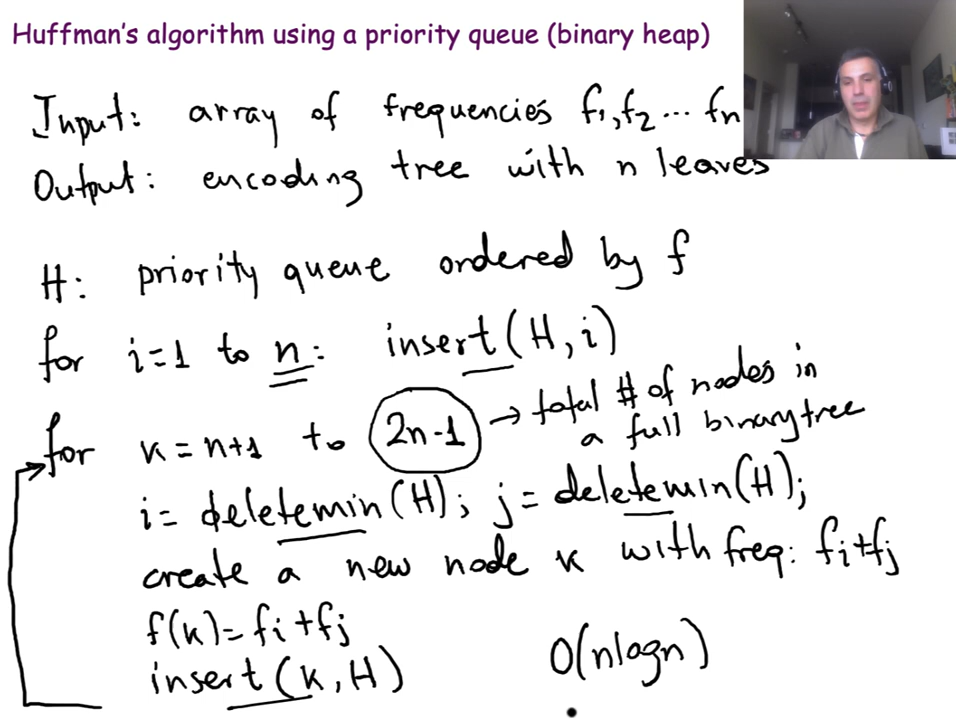 Huffman's algorithm using a priority queue (binary heap)
Input: array of frequencies f1, f2 ... fn
Output: encoding tree with n leaves
H: priority queue ordered by f
for i=1 to n: insert(H, i)
for k = n+1 to 2n-1 → total # of nodes in
a full binary tree
i = deletemin(H); j = deletemin(H);
create a new node k with freq: fi+fj
f(k) = fi+fj
insert(k, H) O(nlogn)